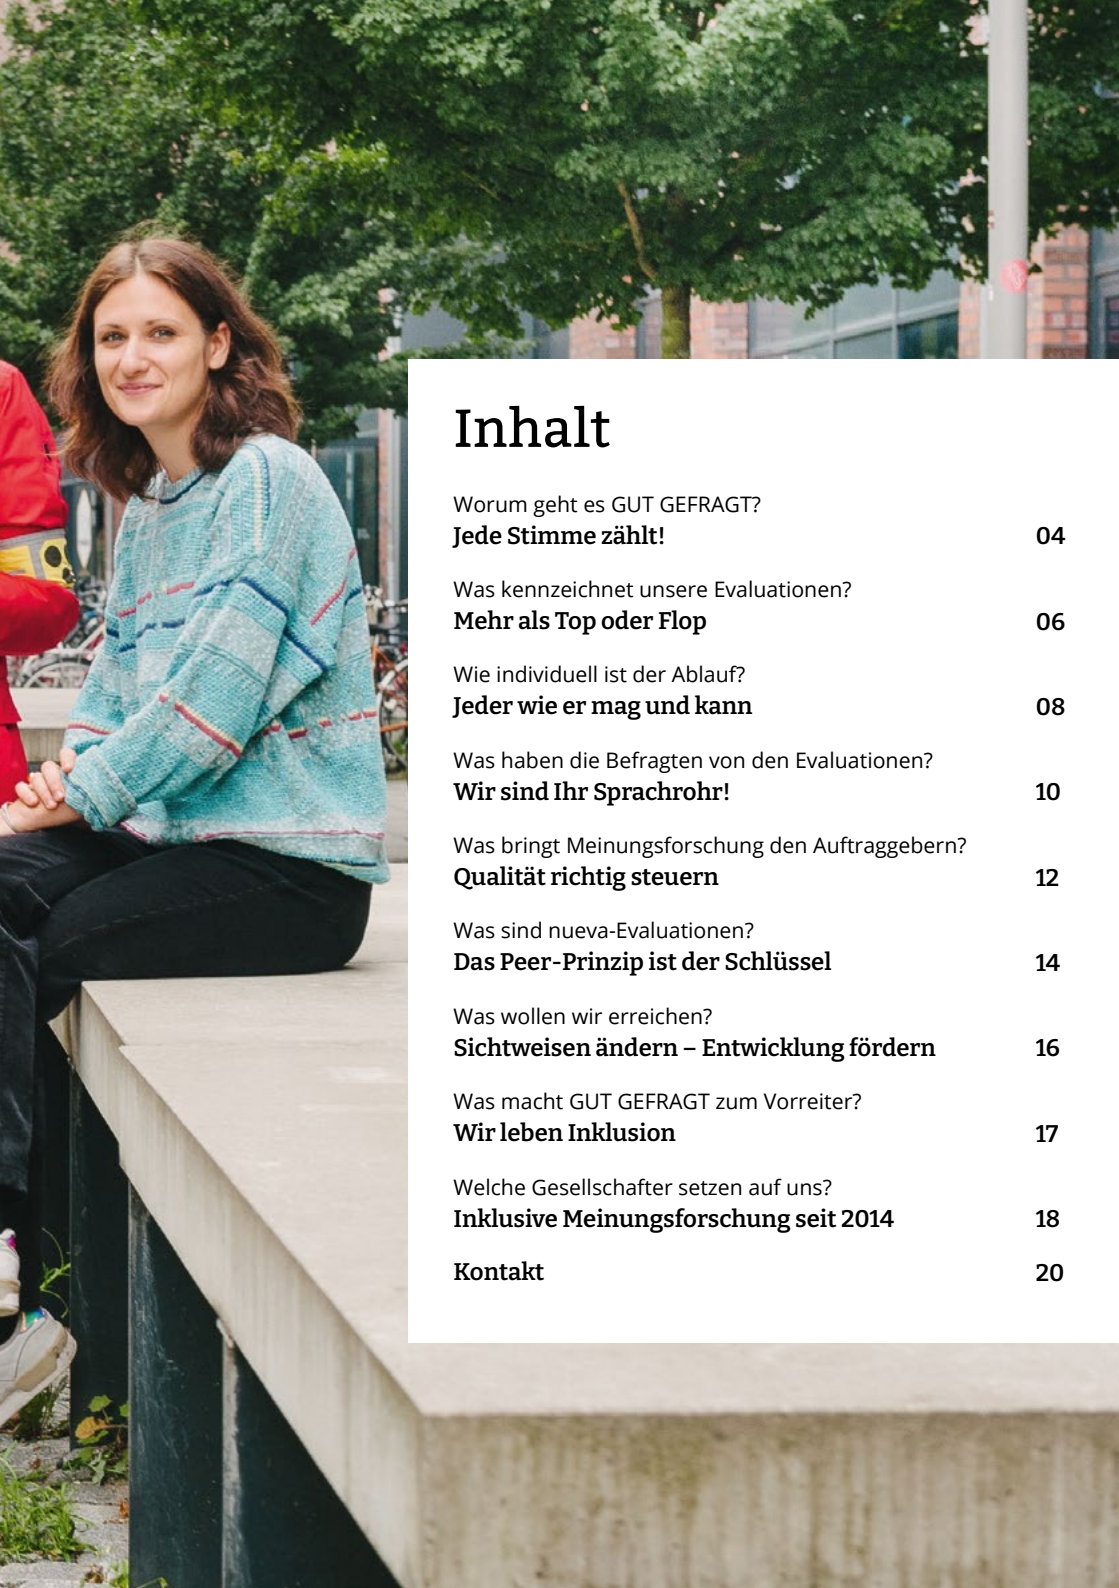 Inhalt
Worum geht es GUT GEFRAGT?
Jede Stimme zählt! 04
Was kennzeichnet unsere Evaluationen?
Mehr als Top oder Flop 06
Wie individuell ist der Ablauf?
Jeder wie er mag und kann 08
Was haben die Befragten von den Evaluationen?
Wir sind Ihr Sprachrohr! 10
Was bringt Meinungsforschung den Auftraggebern?
Qualität richtig steuern 12
Was sind nueva-Evaluationen?
Das Peer-Prinzip ist der Schlüssel 14
Was wollen wir erreichen?
Sichtweisen ändern – Entwicklung fördern 16
Was macht GUT GEFRAGT zum Vorreiter?
Wir leben Inklusion 17
Welche Gesellschafter setzen auf uns?
Inklusive Meinungsforschung seit 2014 18
Kontakt 20